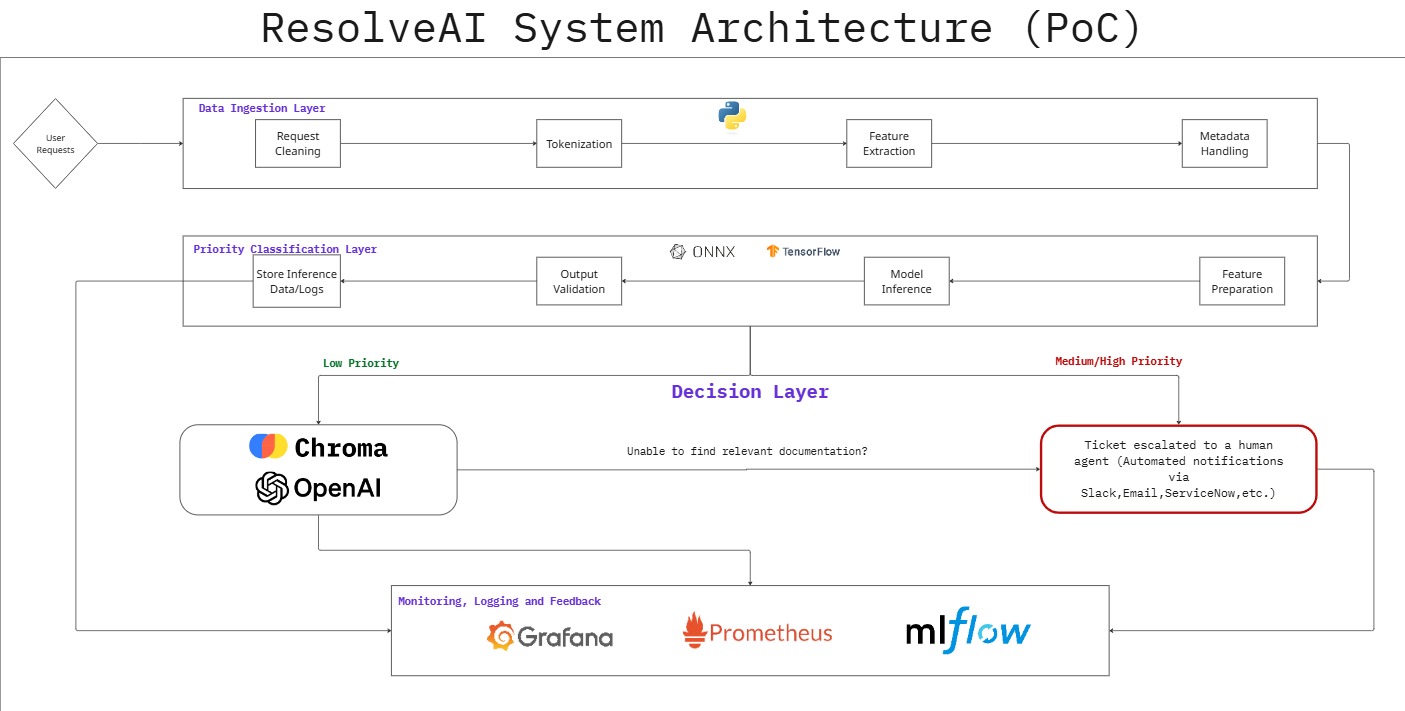 ResolveAI System Architecture (PoC)
User
Requests
Data Ingestion Layer
Request
Cleaning
Tokenization
Feature
Extraction
Metadata
Handling
Priority Classification Layer
ONNX
TensorFlow
Store Inference
Data/Logs
Output
Validation
Model
Inference
Feature
Preparation
Low Priority
Medium/High Priority
Decision Layer
Chroma
OpenAI
Unable to find relevant documentation?
Ticket escalated to a human
agent (Automated notifications
via
Slack,Email,ServiceNow,etc.)
Monitoring, Logging and Feedback
Grafana
Prometheus
mlflow